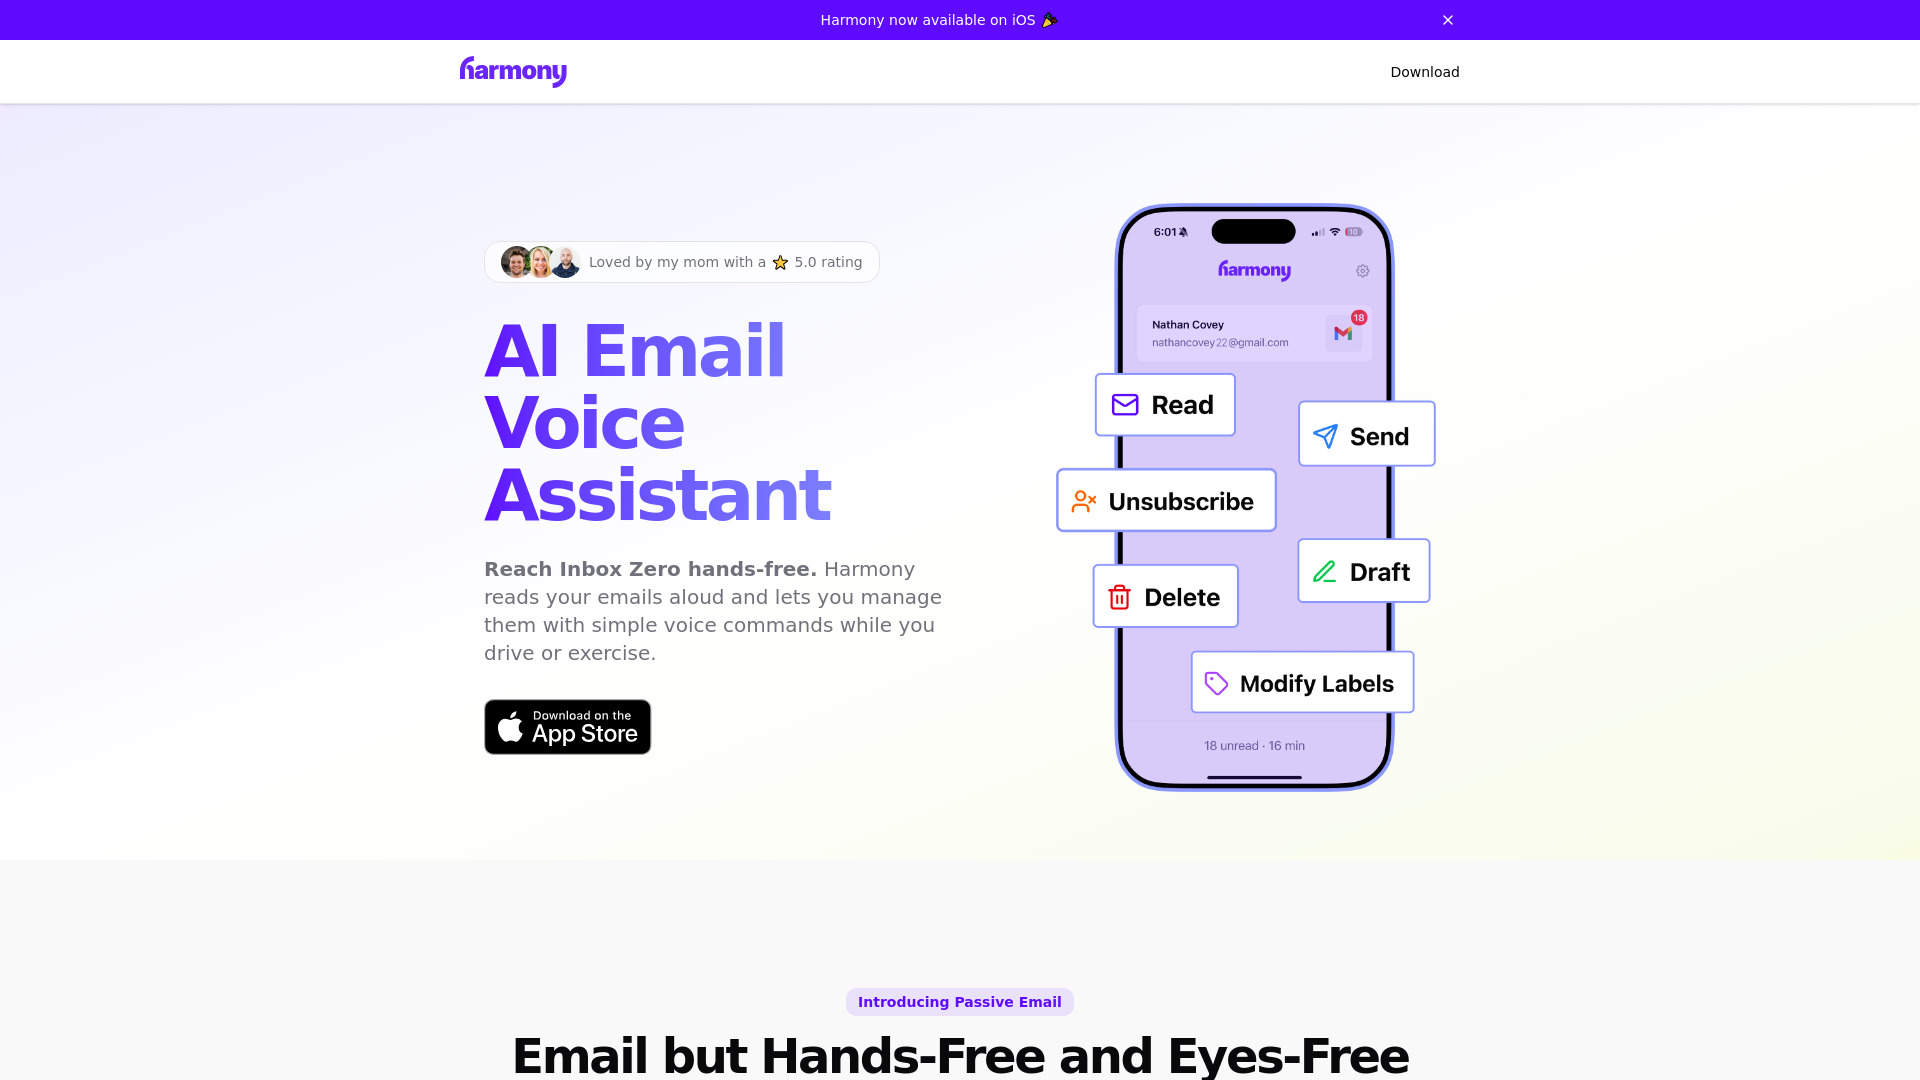 Harmony now available on iOS 🎉
harmony
Download
Loved by my mom with a ⭐ 5.0 rating
AI Email
Voice
Assistant
Reach Inbox Zero hands-free. Harmony
reads your emails aloud and lets you manage
them with simple voice commands while you
drive or exercise.
Download on the
App Store
6:01
10
harmony
Nathan Covey
18
nathancovey22@gmail.com
Read
Send
Unsubscribe
Draft
Delete
Modify Labels
18 unread · 16 min
Introducing Passive Email
Email but Hands-Free and Eyes-Free